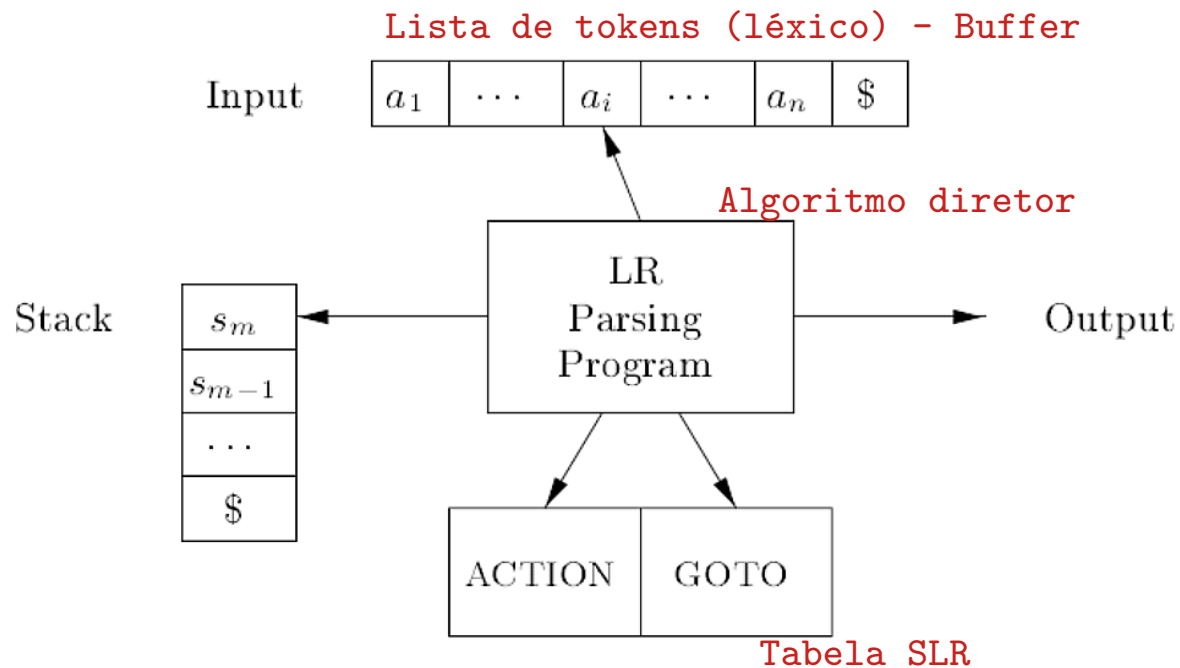 Lista de tokens (léxico) - Buffer
Input a₁ ··· aᵢ ··· aₙ $
Algoritmo diretor
LR
Parsing
Program
Stack
sₘ
sₘ₋₁
···
$
Output
ACTION GOTO
Tabela SLR